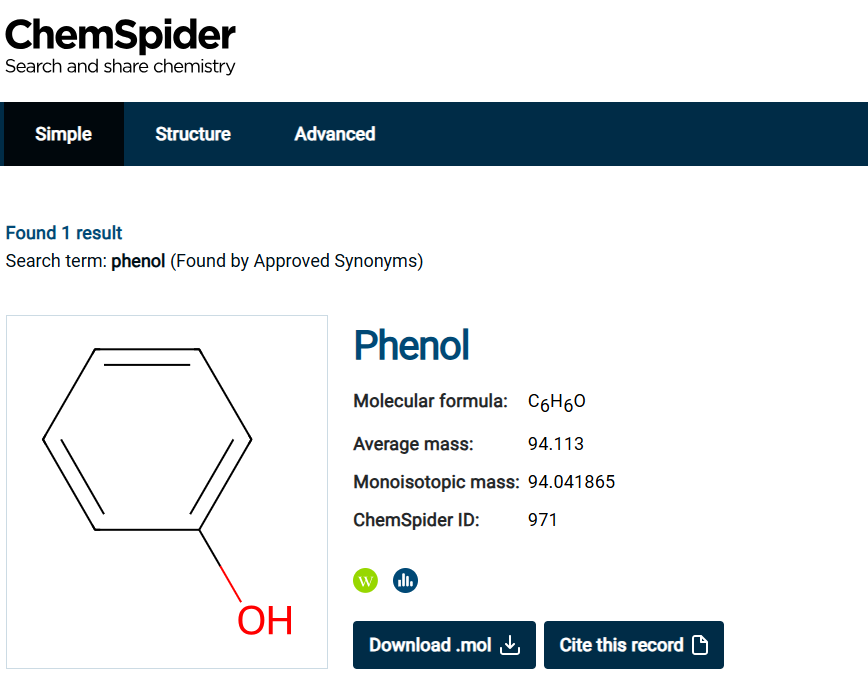 ChemSpider
Search and share chemistry
Simple Structure Advanced
Found 1 result
Search term: phenol (Found by Approved Synonyms)
Phenol
Molecular formula: C₆H₆O
Average mass: 94.113
Monoisotopic mass: 94.041865
ChemSpider ID: 971
W
OH
Download .mol Cite this record